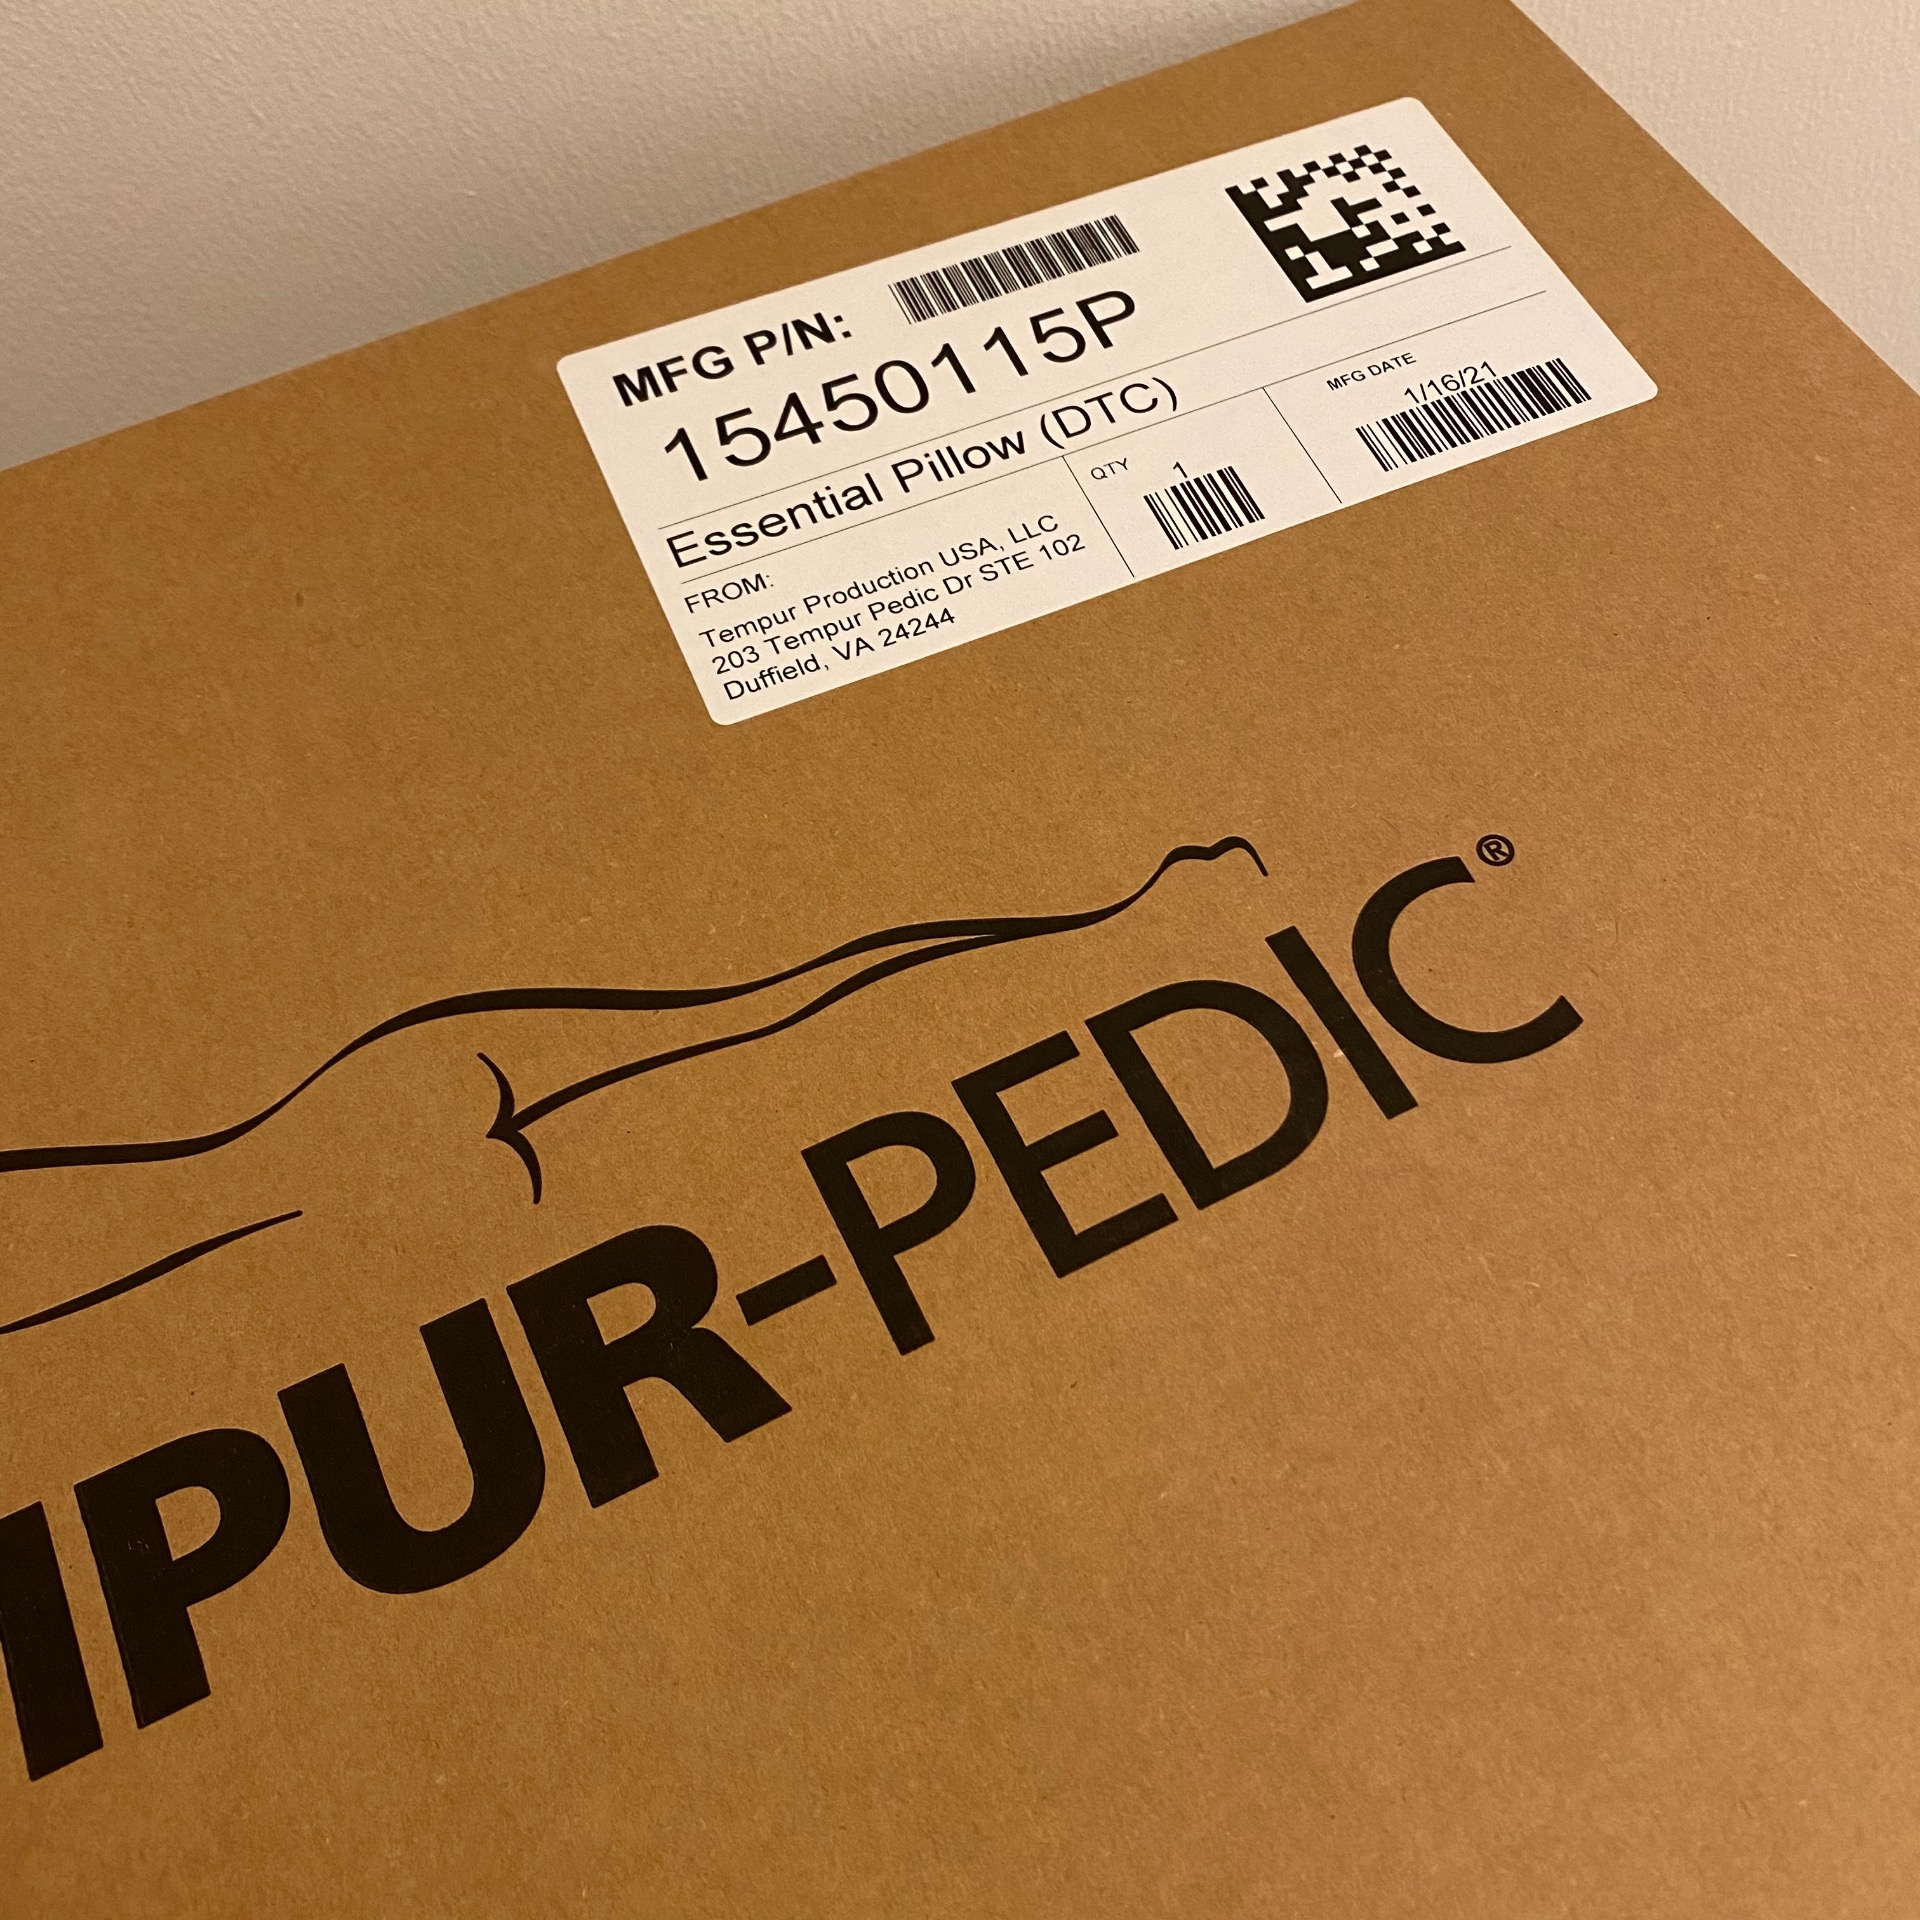 MFG P/N:
15450115P
Essential Pillow (DTC)
FROM:
Tempur Production USA, LLC
203 Tempur Pedic Dr STE 102
Duffield, VA 24244
QTY
1
MFG DATE
1/16/21
MPUR-PEDIC®